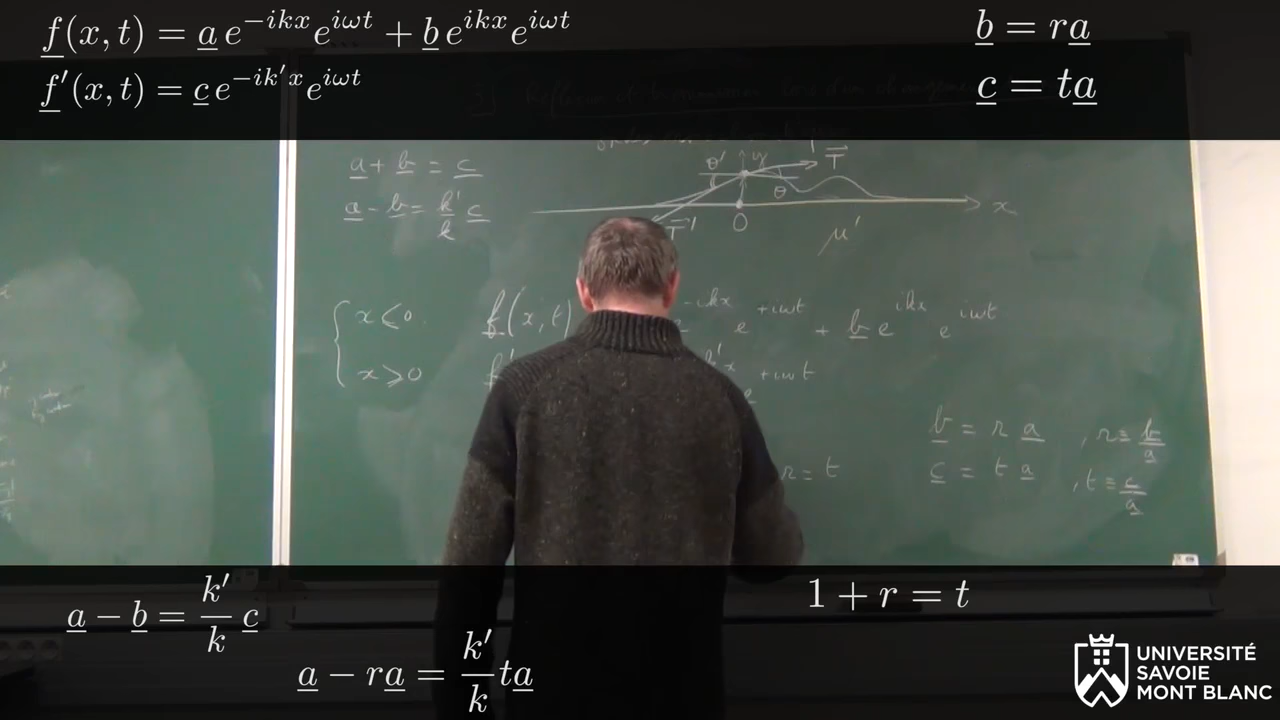 f(x, t) = a e^{-ikx} e^{iωt} + b e^{ikx} e^{iωt}
b = ra
f'(x, t) = c e^{-ik'x} e^{iωt}
c = ta
a + b = c
a - b = k'/k c
θ' y T
θ
T' O x
μ'
x ≤ 0 f(x, t) e^{-ikx} e^{+iωt} + b e^{ikx} e^{iωt}
x ≥ 0 f' e^{+iωt}
b = r a , r = b/a
r = t c = t a , t = c/a
a - b = k'/k c
1 + r = t
a - ra = k'/k ta
UNIVERSITÉ
SAVOIE
MONT BLANC